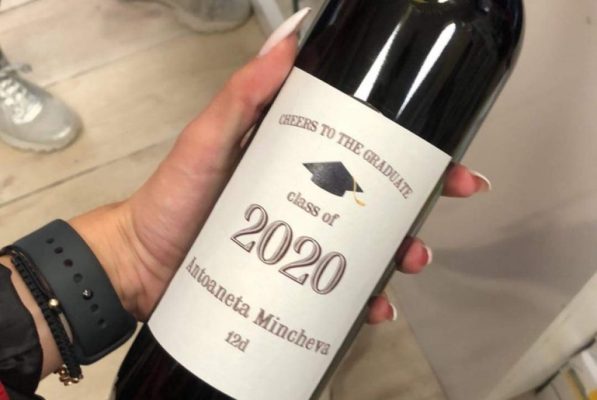 CHEERS TO THE GRADUATE
class of
2020
Antoaneta Mincheva
12d